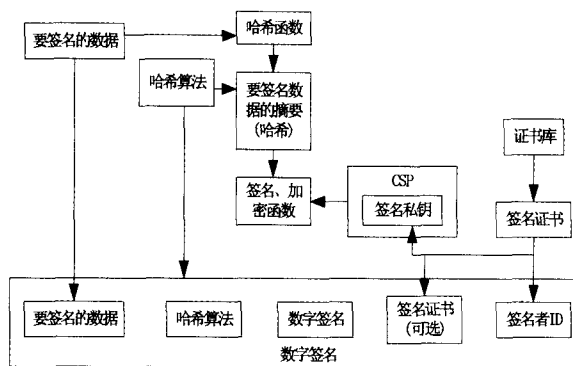 要签名的数据
哈希函数
哈希算法
要签名数
据的摘要
(哈希)
证书库
签名、加
密函数
CSP
签名私钥
签名证书
要签名的数据
哈希算法
数字签名
签名证书
(可选)
签名者ID
数字签名